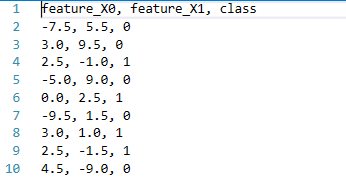 1 feature_X0, feature_X1, class
2 -7.5, 5.5, 0
3 3.0, 9.5, 0
4 2.5, -1.0, 1
5 -5.0, 9.0, 0
6 0.0, 2.5, 1
7 -9.5, 1.5, 0
8 3.0, 1.0, 1
9 2.5, -1.5, 1
10 4.5, -9.0, 0